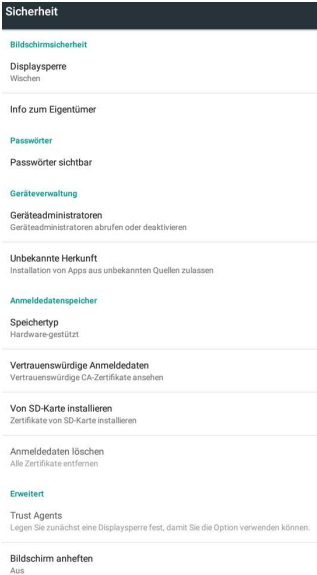 Sicherheit
Bildschirmsicherheit
Displaysperre
Wischen
Info zum Eigentümer
Passwörter
Passwörter sichtbar
Geräteverwaltung
Geräteadministratoren
Geräteadministratoren abrufen oder deaktivieren
Unbekannte Herkunft
Installation von Apps aus unbekannten Quellen zulassen
Anmeldedatenspeicher
Speichertyp
Hardware-gestützt
Vertrauenswürdige Anmeldedaten
Vertrauenswürdige CA-Zertifikate ansehen
Von SD-Karte installieren
Zertifikate von SD-Karte installieren
Anmeldedaten löschen
Alle Zertifikate entfernen
Erweitert
Trust Agents
Legen Sie zunächst eine Displaysperre fest, damit Sie die Option verwenden können.
Bildschirm anheften
Aus